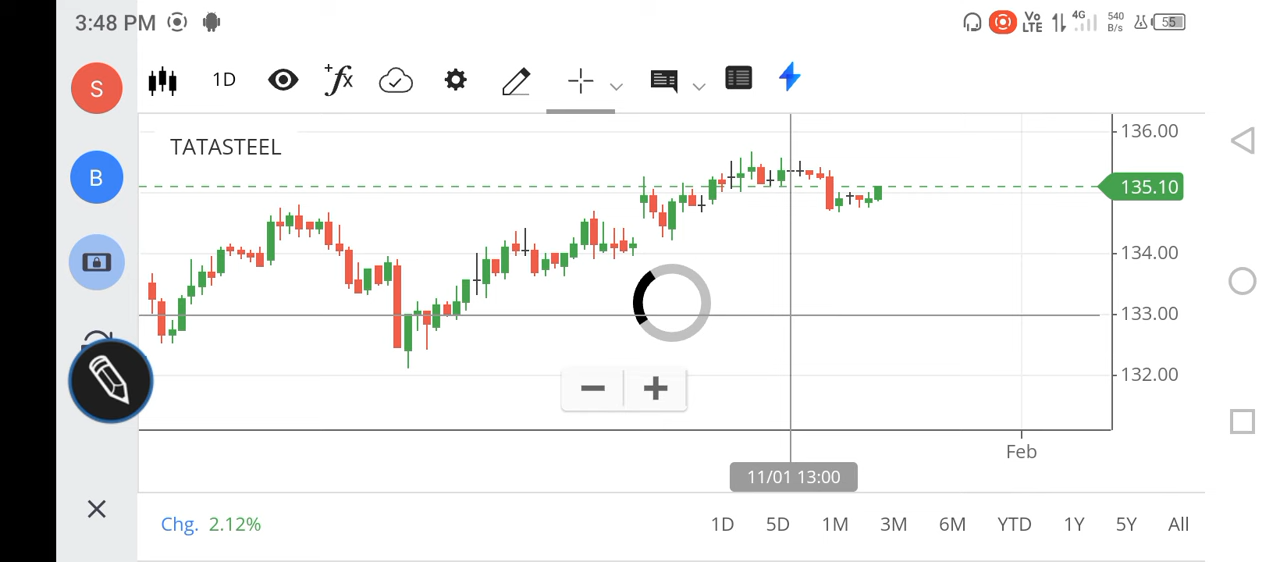 3:48 PM
Vo LTE 4G 540 B/s 55
S
1D
+fx
136.00
TATASTEEL
B
135.10
134.00
133.00
132.00
Feb
11/01 13:00
Chg. 2.12%
1D 5D 1M 3M 6M YTD 1Y 5Y All